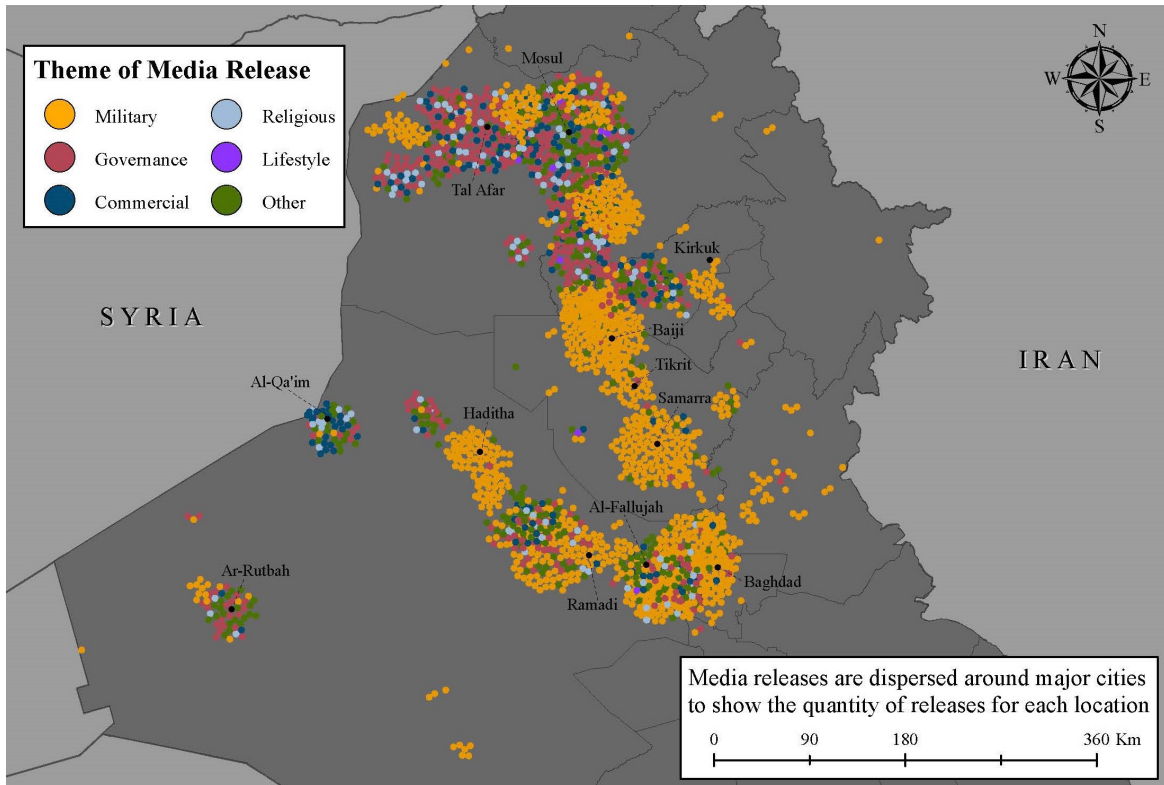 Theme of Media Release
Military
Religious
Governance
Lifestyle
Commercial
Other
N
W
E
S
Mosul
Tal Afar
Kirkuk
SYRIA
IRAN
Baiji
Tikrit
Al-Qa'im
Samarra
Haditha
Al-Fallujah
Ar-Rutbah
Baghdad
Ramadi
Media releases are dispersed around major cities
to show the quantity of releases for each location
0 90 180 360 Km